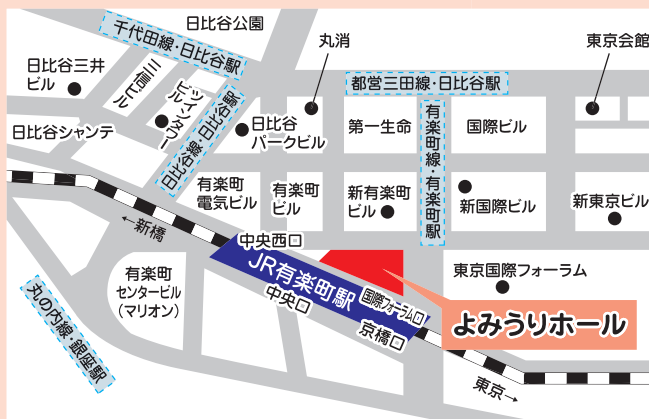 日比谷公園
千代田線・日比谷駅
丸消
東京会館
日比谷三井
ビル
三信ビル
ツインタワー
ビル
日比谷線・日比谷駅
日比谷
パークビル
都営三田線・日比谷駅
第一生命
有楽町線・有楽町駅
国際ビル
日比谷シャンテ
有楽町
電気ビル
有楽町
ビル
新有楽町
ビル
新国際ビル
新東京ビル
←新橋
中央西口
JR有楽町駅
国際フォーラム口
東京国際フォーラム
有楽町
センタービル
(マリオン)
中央口
京橋口
よみうりホール
丸の内線・銀座駅
東京→